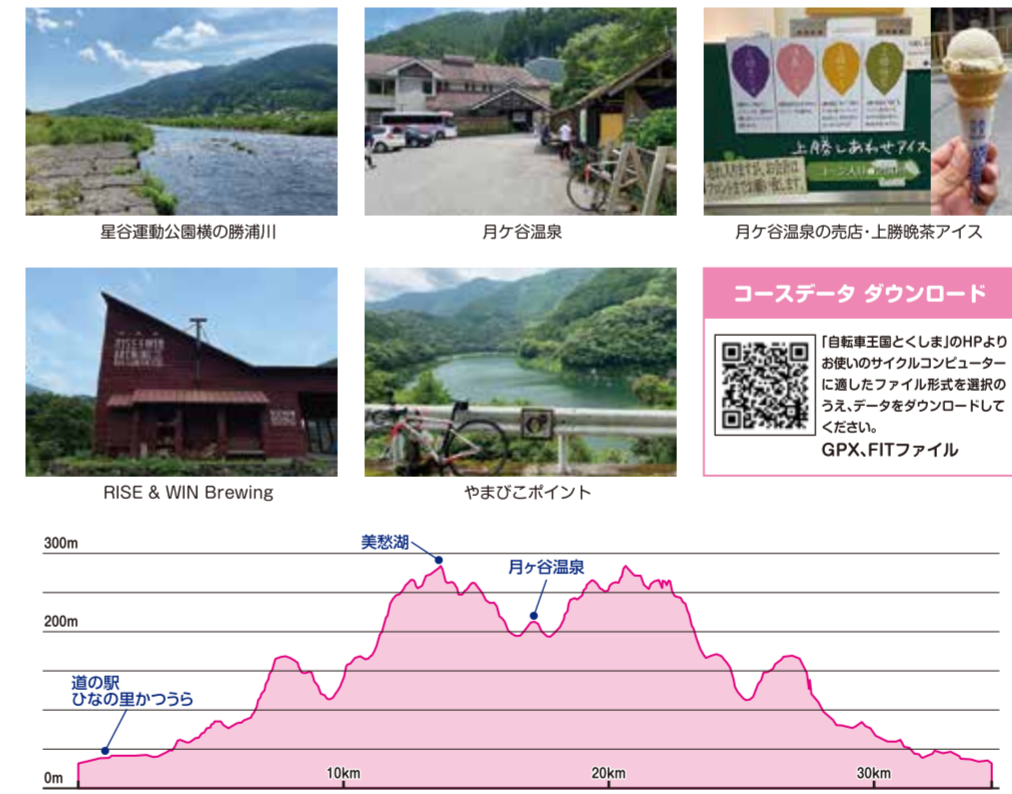 上勝しあわせアイス
星谷運動公園横の勝浦川
月ケ谷温泉
月ケ谷温泉の売店・上勝晩茶アイス
RISE & WIN
BREWING
RISE & WIN Brewing
やまびこポイント
コースデータ ダウンロード
「自転車王国とくしま」のHPより
お使いのサイクルコンピューター
に適したファイル形式を選択の
うえ、データをダウンロードして
ください。
GPX、FITファイル
300m
美愁湖
月ヶ谷温泉
200m
道の駅
ひなの里かつうら
0m
10km
20km
30km